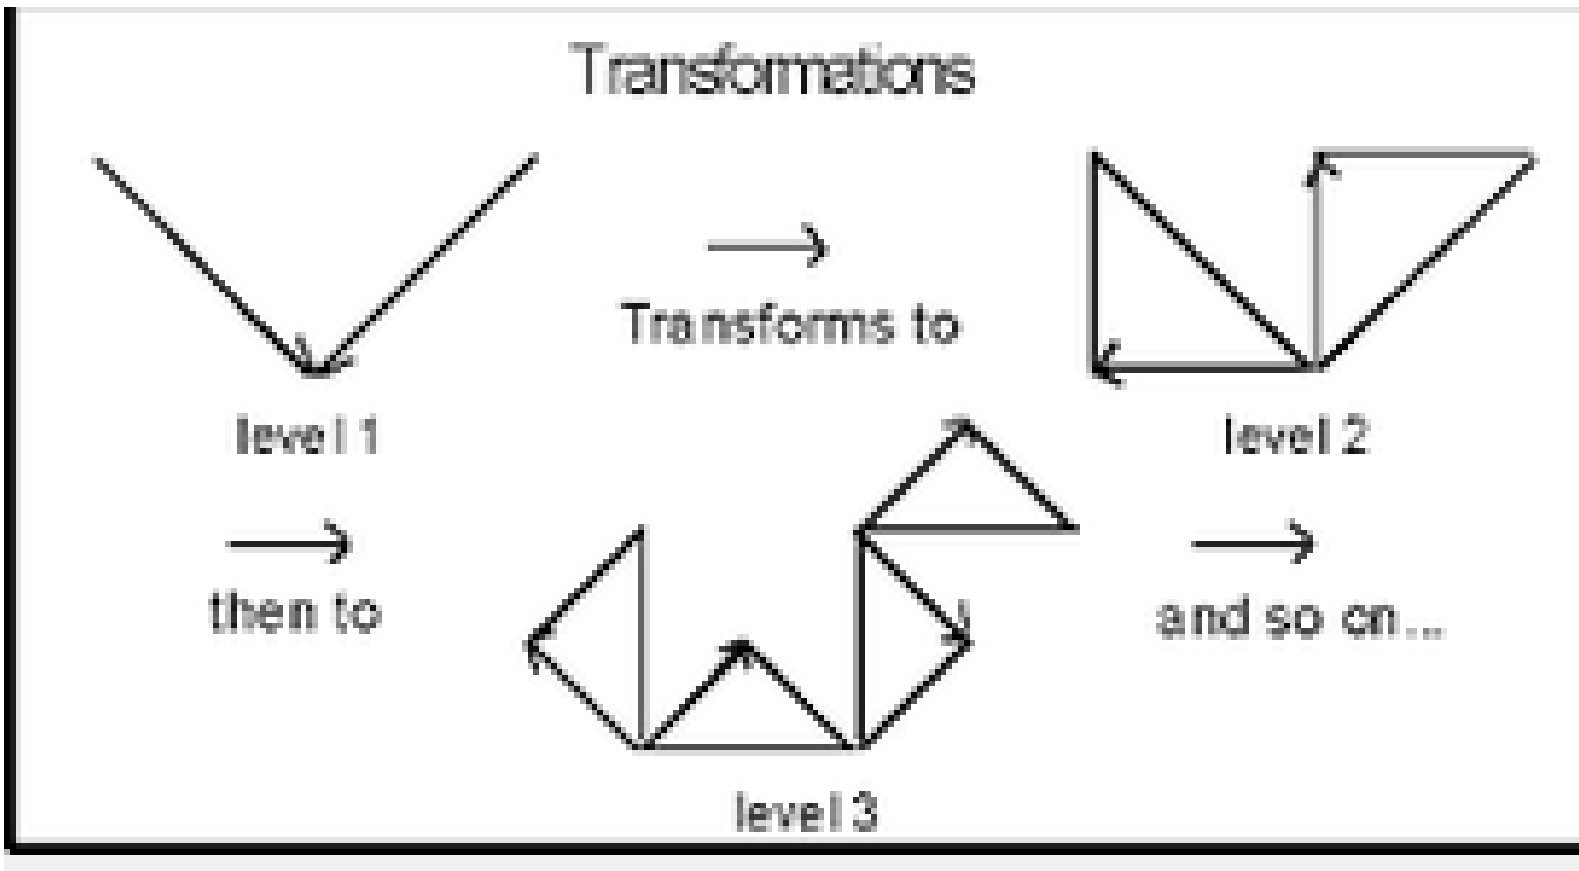 Transformations
Transforms to
level 1
level 2
then to
and so on...
level 3